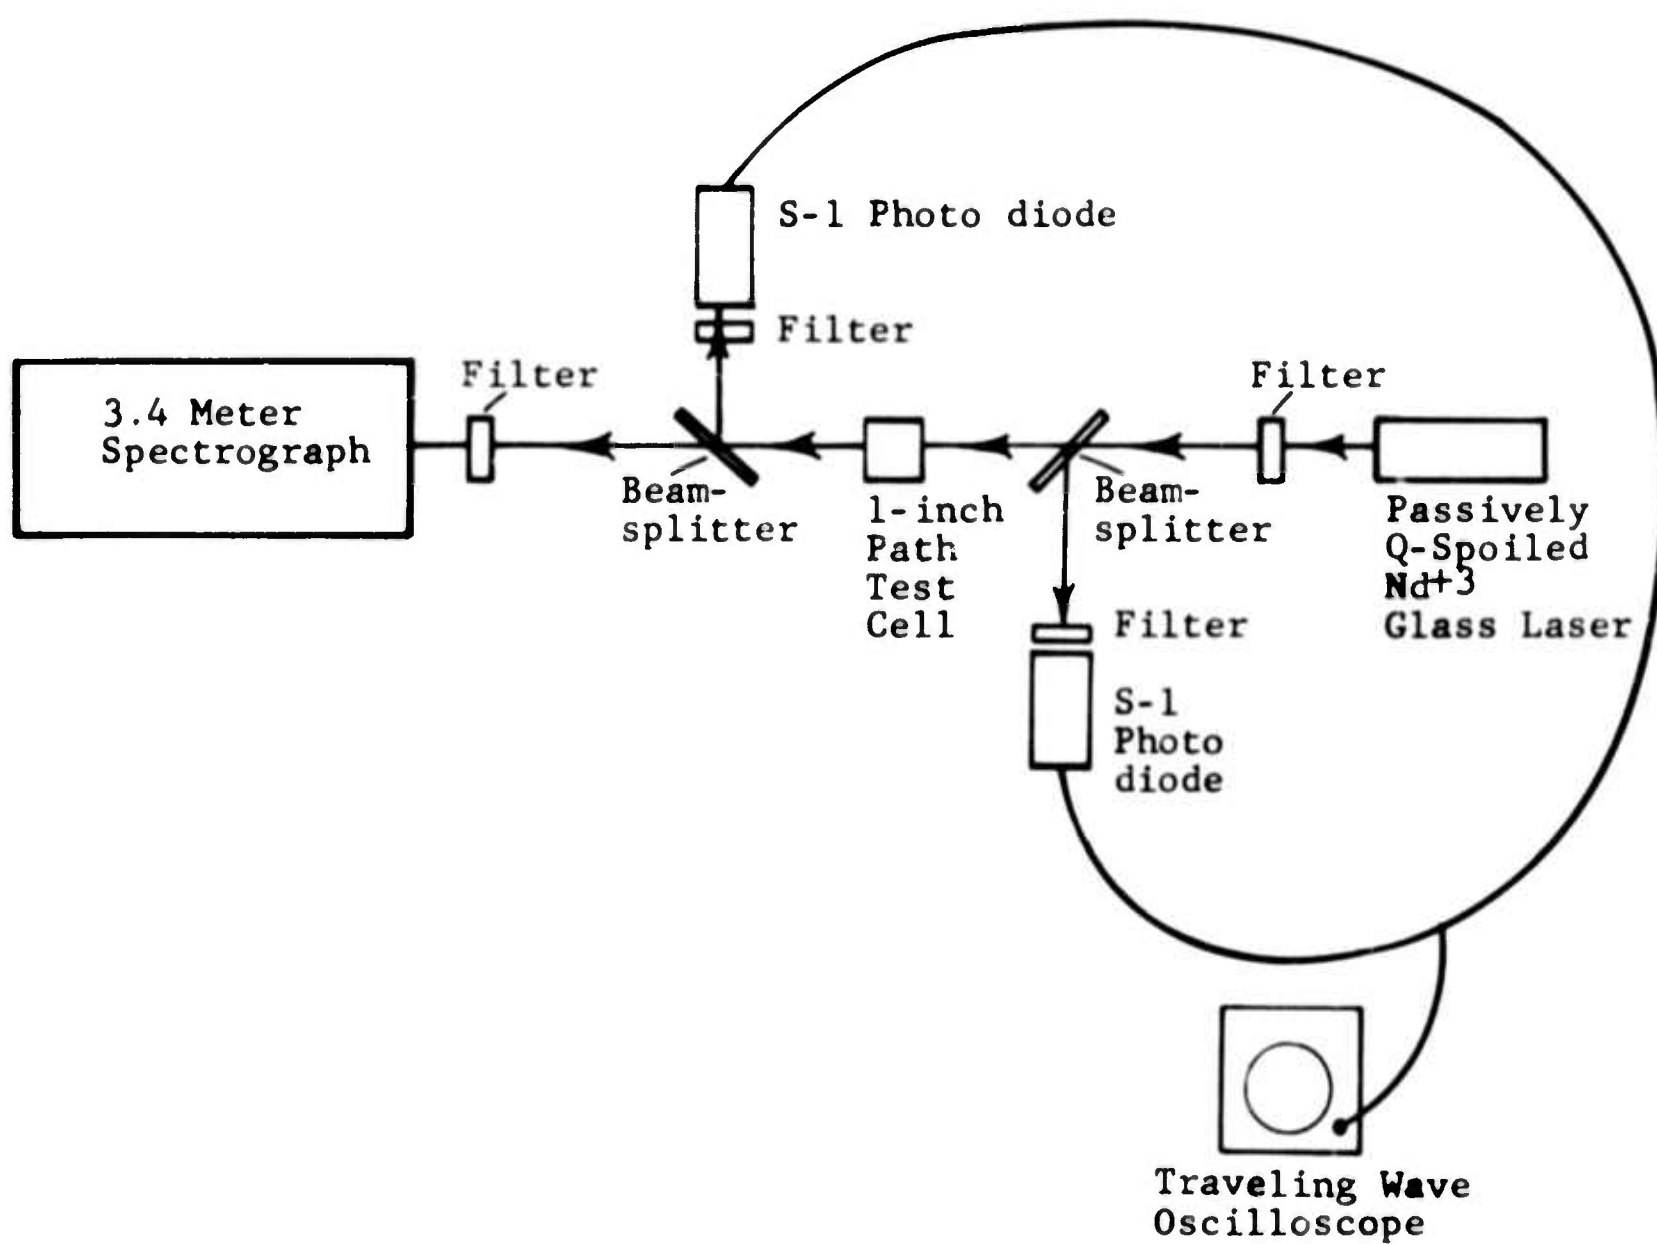 S-1 Photo diode
Filter
Filter
3.4 Meter
Spectrograph
Beam-
splitter
1-inch
Path
Test
Cell
Beam-
splitter
Filter
Passively
Q-Spoiled
Nd+3
Glass Laser
Filter
S-1
Photo
diode
Traveling Wave
Oscilloscope